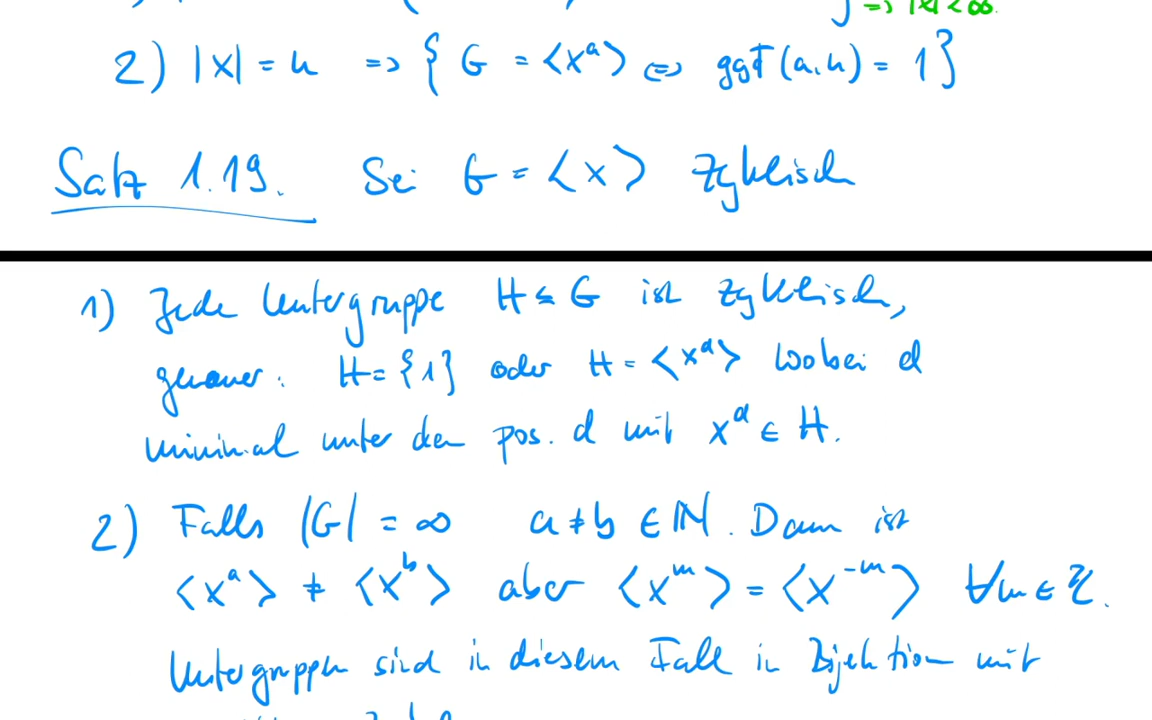 => |x| < ∞.
2) |x| = n => { G = <x^a> <=> ggT(a,n) = 1 }
Satz 1.19. Sei G = <x> zyklisch
1) Jede Untergruppe H ≤ G ist zyklisch,
genauer: H = {1} oder H = <x^d> wobei d
minimal unter den pos. d mit x^d ∈ H.
2) Falls |G| = ∞ a ≠ b ∈ ℕ. Dann ist
<x^a> ≠ <x^b> aber <x^m> = <x^-m> ∀m ∈ ℤ.
Untergruppen sind in diesem Fall in Bijektion mit